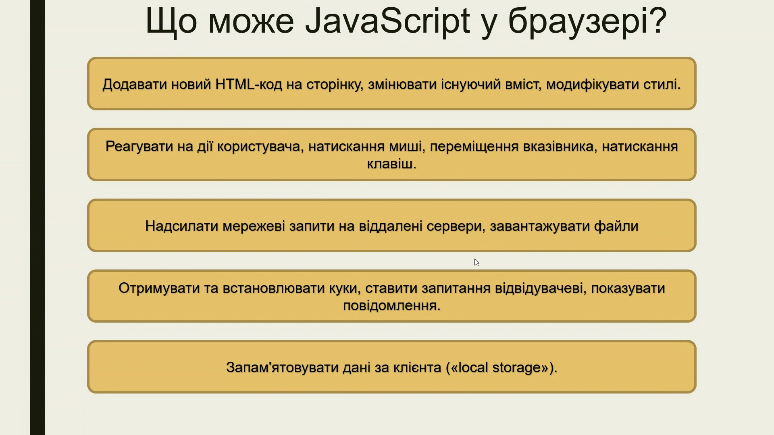 Що може JavaScript у браузері?
Додавати новий HTML-код на сторінку, змінювати існуючий вміст, модифікувати стилі.
Реагувати на дії користувача, натискання миші, переміщення вказівника, натискання
клавіш.
Надсилати мережеві запити на віддалені сервери, завантажувати файли
Отримувати та встановлювати куки, ставити запитання відвідувачеві, показувати
повідомлення.
Запам'ятовувати дані за клієнта («local storage»).